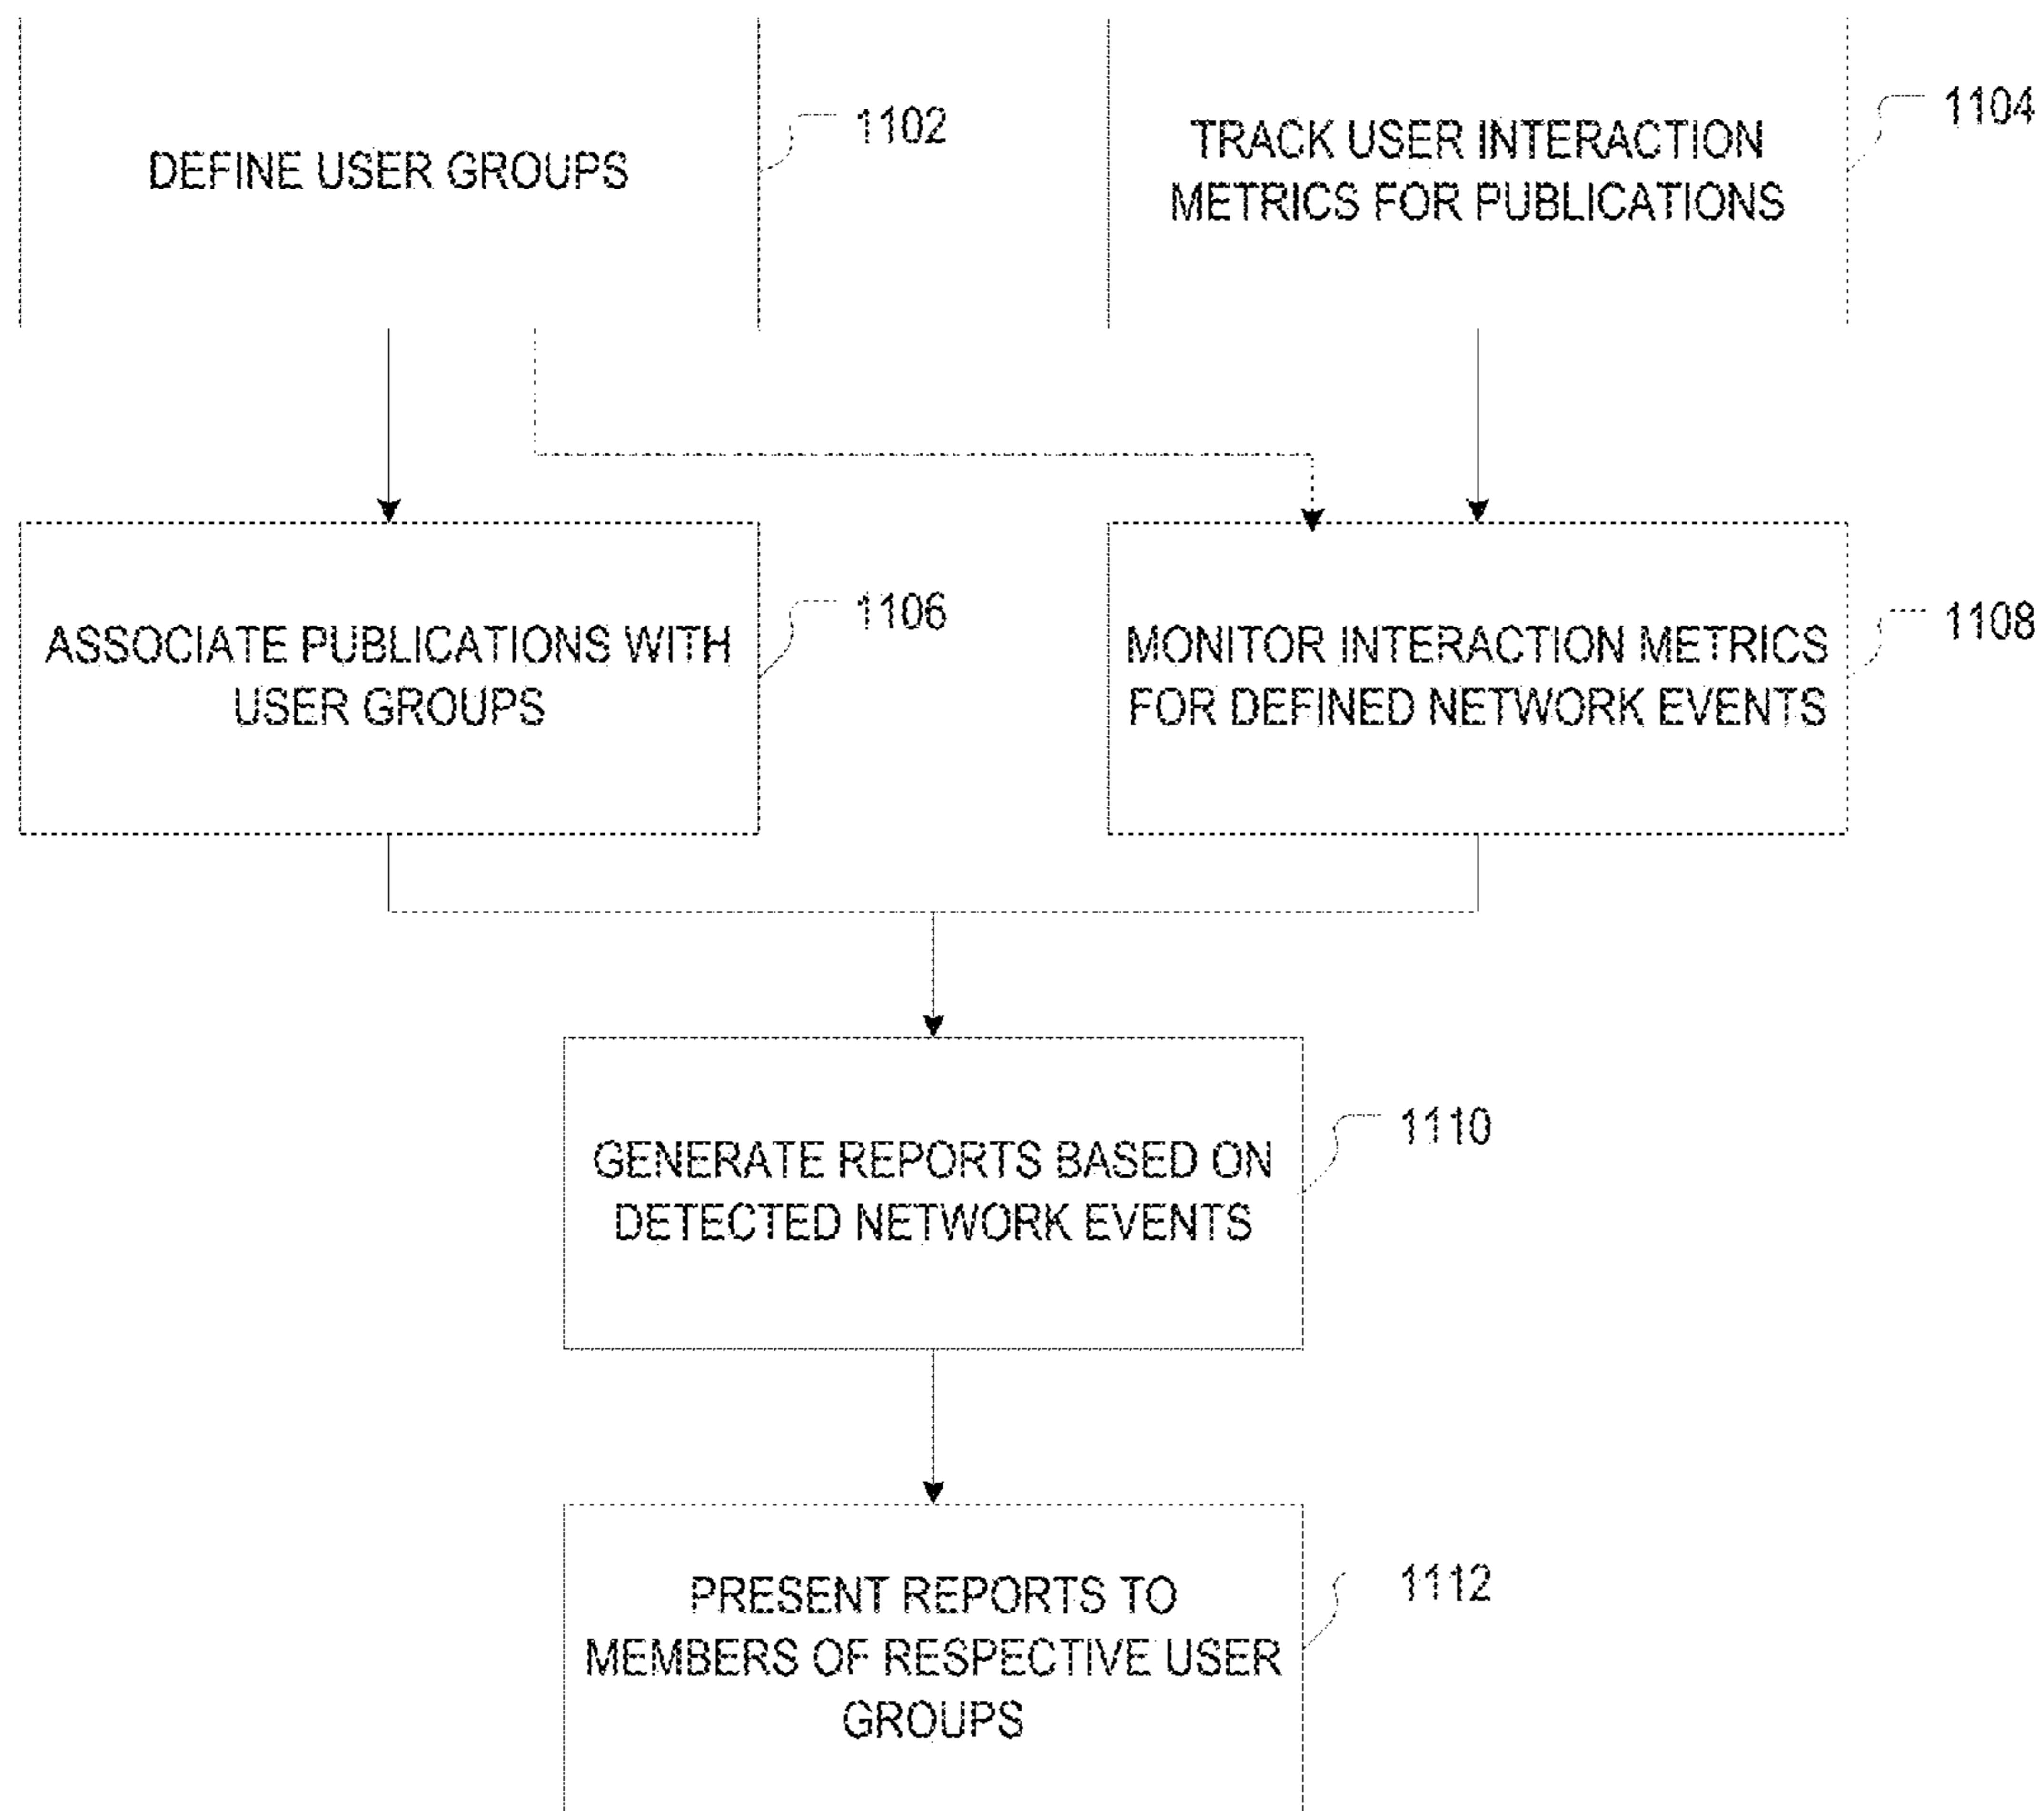 DEFINE USER GROUPS
1102
TRACK USER INTERACTION
METRICS FOR PUBLICATIONS
1104
ASSOCIATE PUBLICATIONS WITH
USER GROUPS
1106
MONITOR INTERACTION METRICS
FOR DEFINED NETWORK EVENTS
1108
GENERATE REPORTS BASED ON
DETECTED NETWORK EVENTS
1110
PRESENT REPORTS TO
MEMBERS OF RESPECTIVE USER
GROUPS
1112